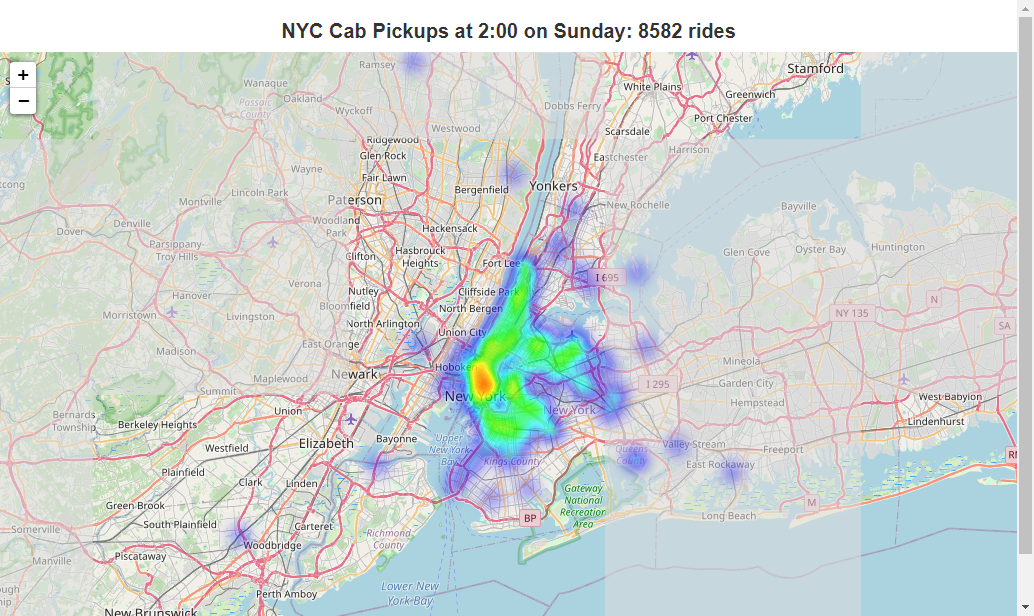 NYC Cab Pickups at 2:00 on Sunday: 8582 rides
+
−
Ramsey
Stamford
White Plains
Wanaque
Oakland
Greenwich
Passaic
County
Wyckoff
Dobbs Ferry
Port Chester
Westwood
Scarsdale
Ridgewood
Harrison
Glen Rock
Eastchester
Wayne
Fair Lawn
Bergenfield
Yonkers
Lincoln Park
Montville
Paterson
New Rochelle
Bayville
Denville
Woodland
Park
Dover
Hackensack
Parsippany-
Troy Hills
Hasbrouck
Heights
Clifton
Glen Cove
Oyster Bay
Huntington
Fort Lee
I 695
Verona
Nutley
Cliffside Park
Hanover
Bloomfield
North Bergen
N
Morristown
Livingston
North Arlington
NY 135
SA
Union City
East Orange
Madison
Mineola
Hoboken
Newark
Maplewood
I 295
Garden City
Summit
New York
West Babylon
Hempstead
Union
New York
Bernards
Township
Berkeley Heights
Lindenhurst
Elizabeth
Bayonne
Upper
New York
Bay
Valley Stream
Freeport
Westfield
Queens
County
Kings County
East Rockaway
Plainfield
Clark
Linden
Gateway
National
Recreation
Area
Green Brook
M
Long Beach
BP
South Plainfield
Carteret
Somerville
Richmond
County
Woodbridge
Piscataway
Manville
Lower New
York Bay
Perth Amboy
New Brunswick